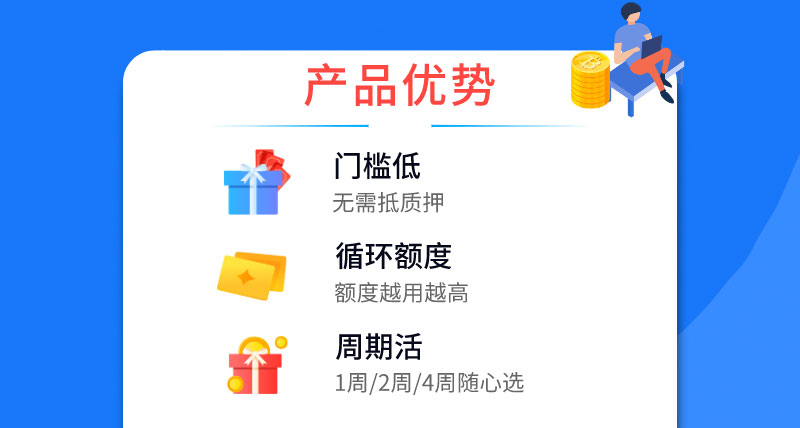 产品优势
门槛低
无需抵质押
循环额度
额度越用越高
周期活
1周/2周/4周随心选